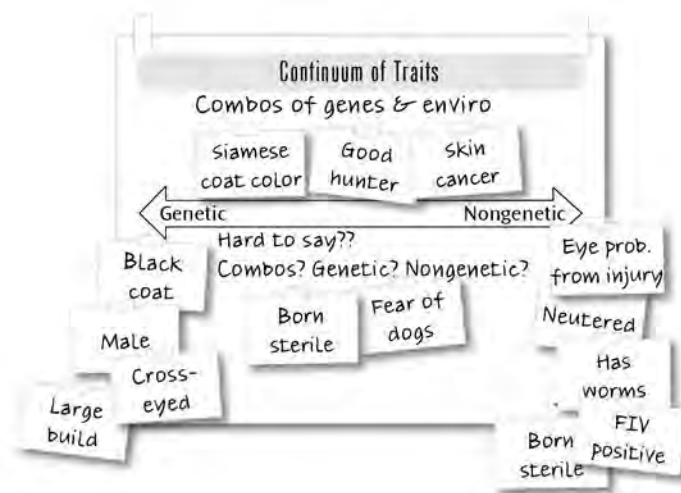 Continuum of Traits
Combos of genes & enviro
Siamese
coat color
Good
hunter
Skin
cancer
Genetic
Nongenetic
Hard to say??
Combos? Genetic? Nongenetic?
Black
coat
Male
Cross-
eyed
Large
build
Born
sterile
Fear of
dogs
Eye prob.
from injury
Neutered
Has
worms
FIV
positive
Born
sterile